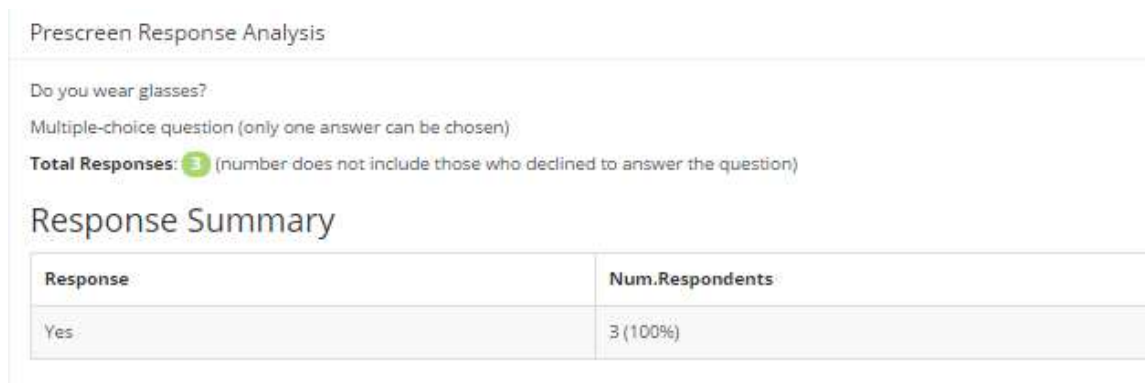 Prescreen Response Analysis
Do you wear glasses?
Multiple-choice question (only one answer can be chosen)
Total Responses: 3 (number does not include those who declined to answer the question)
Response Summary
Response Num.Respondents
Yes 3 (100%)